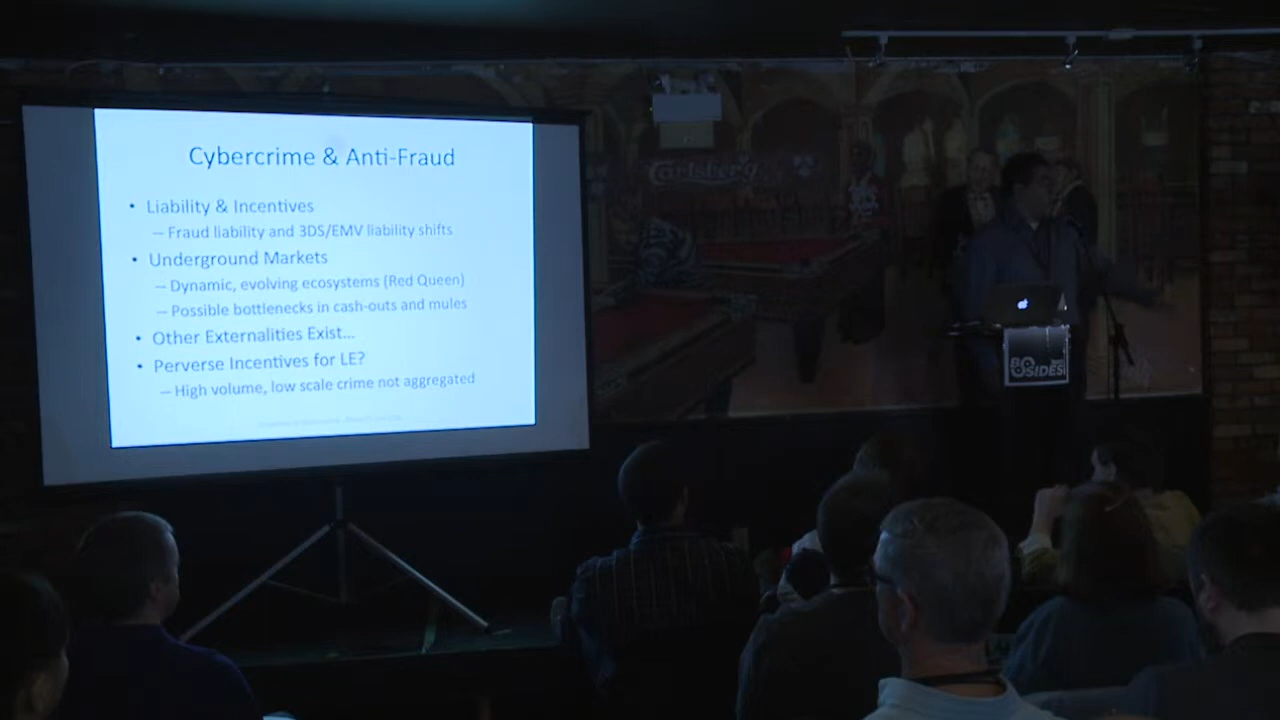 Cybercrime & Anti-Fraud
• Liability & Incentives
– Fraud liability and 3DS/EMV liability shifts
• Underground Markets
– Dynamic, evolving ecosystems (Red Queen)
– Possible bottlenecks in cash-outs and mules
• Other Externalities Exist...
• Perverse Incentives for LE?
– High volume, low scale crime not aggregated
Carlsberg
BSIDES